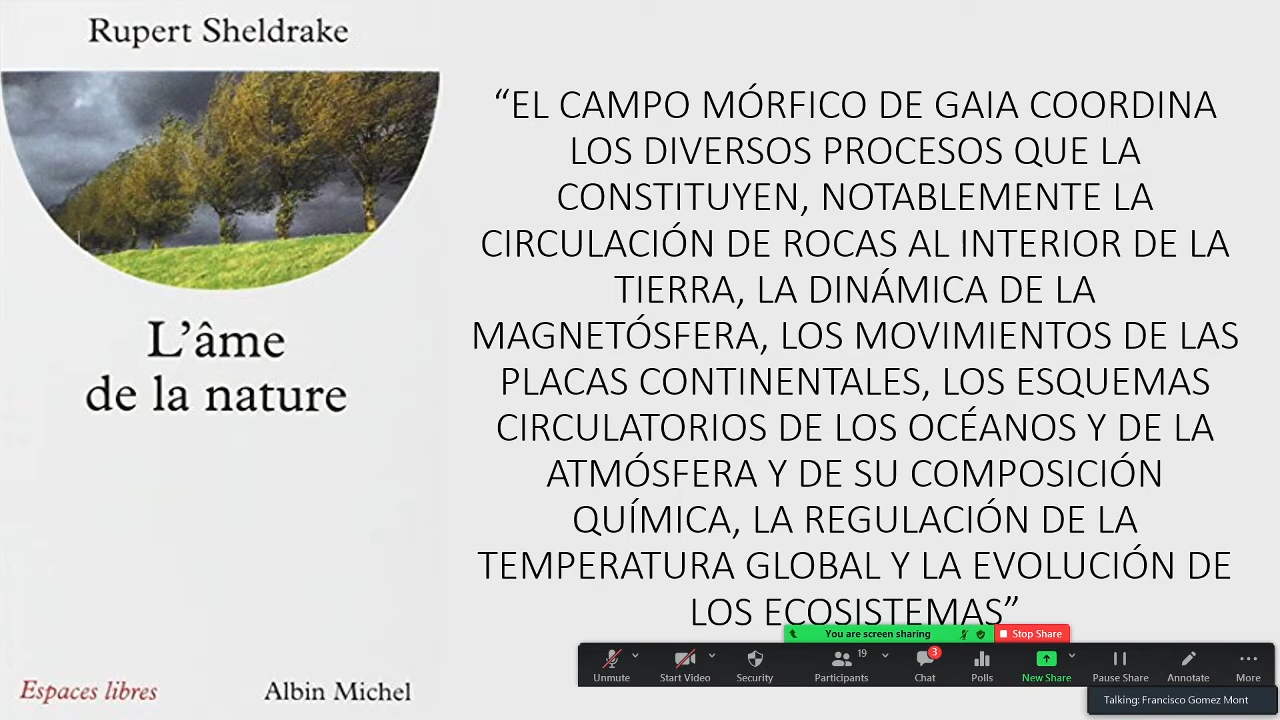 Rupert Sheldrake
L'âme
de la nature
Espaces libres
Albin Michel
“EL CAMPO MÓRFICO DE GAIA COORDINA
LOS DIVERSOS PROCESOS QUE LA
CONSTITUYEN, NOTABLEMENTE LA
CIRCULACIÓN DE ROCAS AL INTERIOR DE LA
TIERRA, LA DINÁMICA DE LA
MAGNETÓSFERA, LOS MOVIMIENTOS DE LAS
PLACAS CONTINENTALES, LOS ESQUEMAS
CIRCULATORIOS DE LOS OCÉANOS Y DE LA
ATMÓSFERA Y DE SU COMPOSICIÓN
QUÍMICA, LA REGULACIÓN DE LA
TEMPERATURA GLOBAL Y LA EVOLUCIÓN DE
LOS ECOSISTEMAS”
You are screen sharing
Stop Share
19
3
Unmute
Start Video
Security
Participants
Chat
Polls
New Share
Pause Share
Annotate
More
Talking: Francisco Gomez Mont